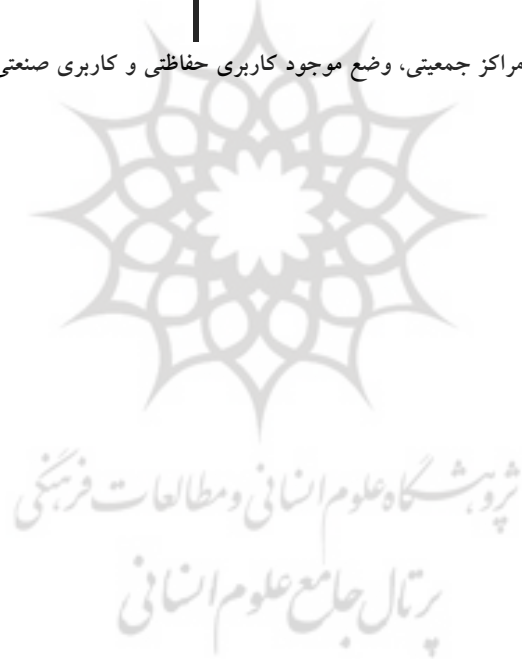 مراکز جمعیتی، وضع موجود کاربری حفاظتی و کاربری صنعتی
پژوهشگاه علوم انسانی و مطالعات فرهنگی
پرتال جامع علوم انسانی